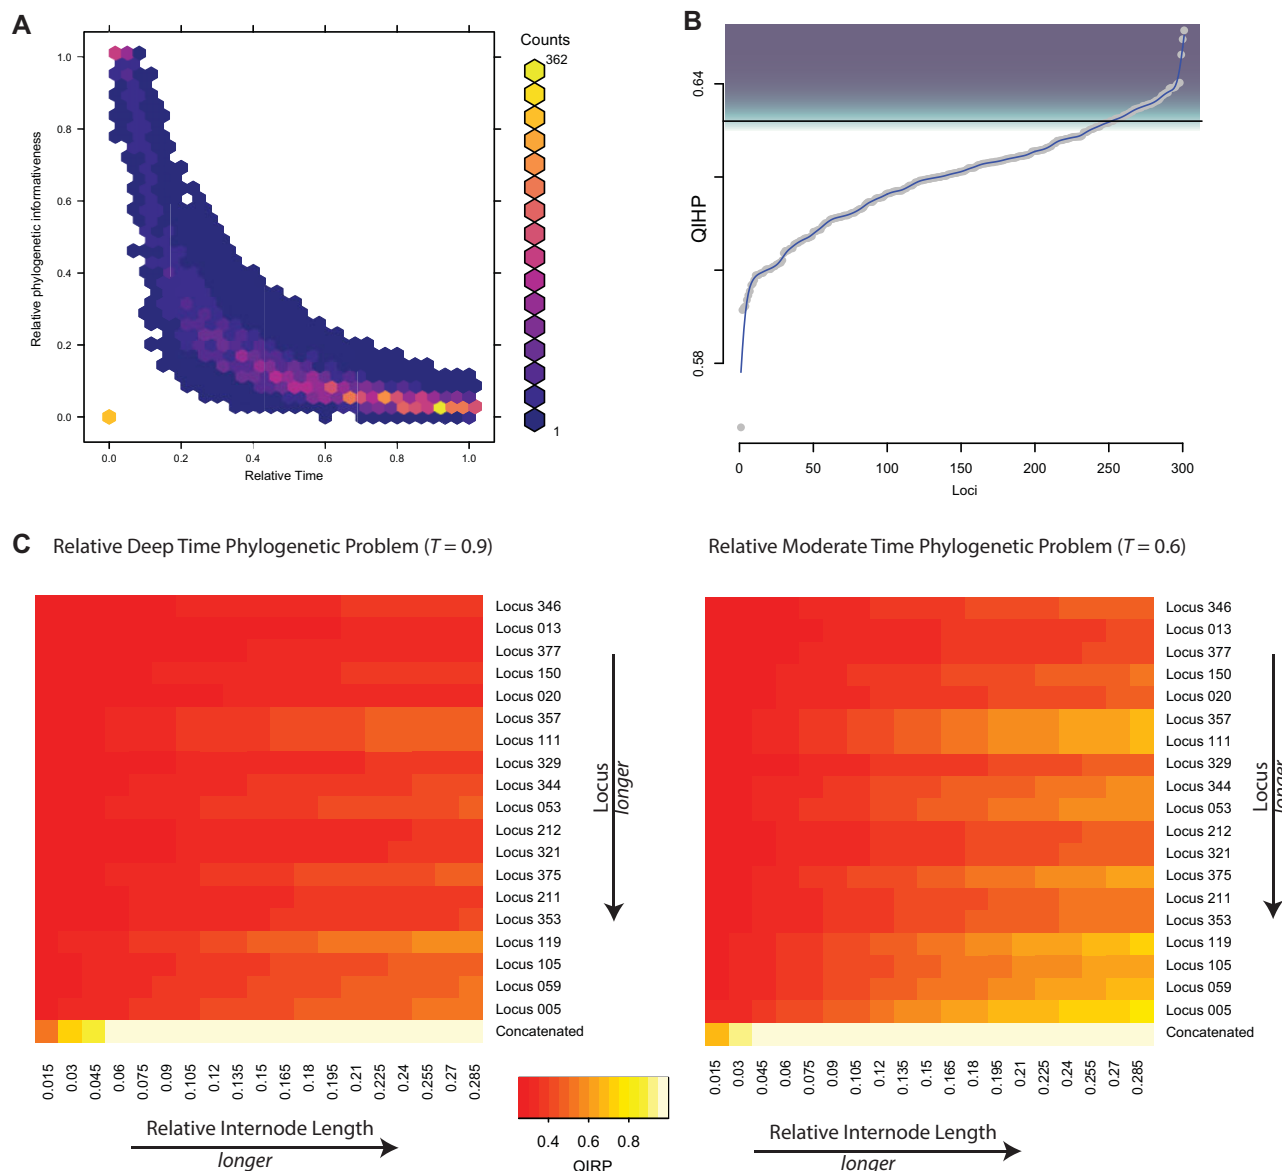 A
Counts
362
1
1.0
0.8
0.6
0.4
0.2
0.0
Relative phylogenetic informativeness
0.0
0.2
0.4
0.6
0.8
1.0
Relative Time
B
0.64
0.58
QIHP
0
50
100
150
200
250
300
Loci
C
Relative Deep Time Phylogenetic Problem (T = 0.9)
Locus 346
Locus 013
Locus 377
Locus 150
Locus 020
Locus 357
Locus 111
Locus 329
Locus 344
Locus 053
Locus 212
Locus 321
Locus 375
Locus 211
Locus 353
Locus 119
Locus 105
Locus 059
Locus 005
Concatenated
Locus
longer
0.015
0.03
0.045
0.06
0.075
0.09
0.105
0.12
0.135
0.15
0.165
0.18
0.195
0.21
0.225
0.24
0.255
0.27
0.285
Relative Internode Length
longer
0.4
0.6
0.8
QIRP
Relative Moderate Time Phylogenetic Problem (T = 0.6)
Locus 346
Locus 013
Locus 377
Locus 150
Locus 020
Locus 357
Locus 111
Locus 329
Locus 344
Locus 053
Locus 212
Locus 321
Locus 375
Locus 211
Locus 353
Locus 119
Locus 105
Locus 059
Locus 005
Concatenated
Locus
longer
0.015
0.03
0.045
0.06
0.075
0.09
0.105
0.12
0.135
0.15
0.165
0.18
0.195
0.21
0.225
0.24
0.255
0.27
0.285
Relative Internode Length
longer